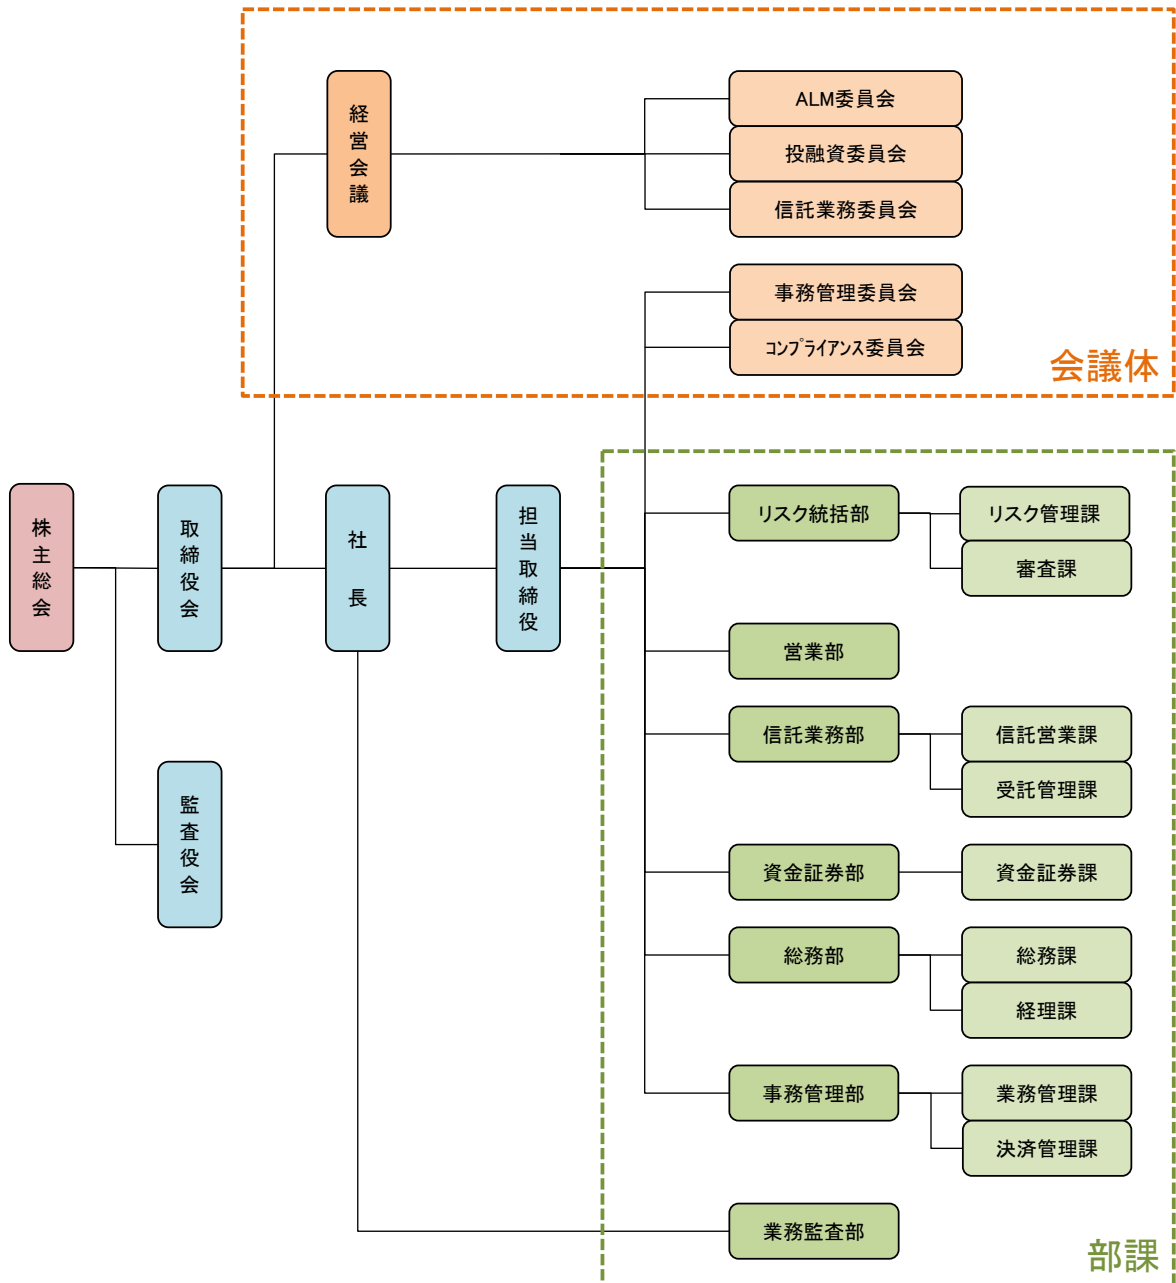 経営会議
ALM委員会
投融資委員会
信託業務委員会
事務管理委員会
ｺﾝﾌﾟﾗｲｱﾝｽ委員会
会議体
株主総会
取締役会
社長
担当取締役
監査役会
リスク統括部
リスク管理課
審査課
営業部
信託業務部
信託営業課
受託管理課
資金証券部
資金証券課
総務部
総務課
経理課
事務管理部
業務管理課
決済管理課
業務監査部
部課